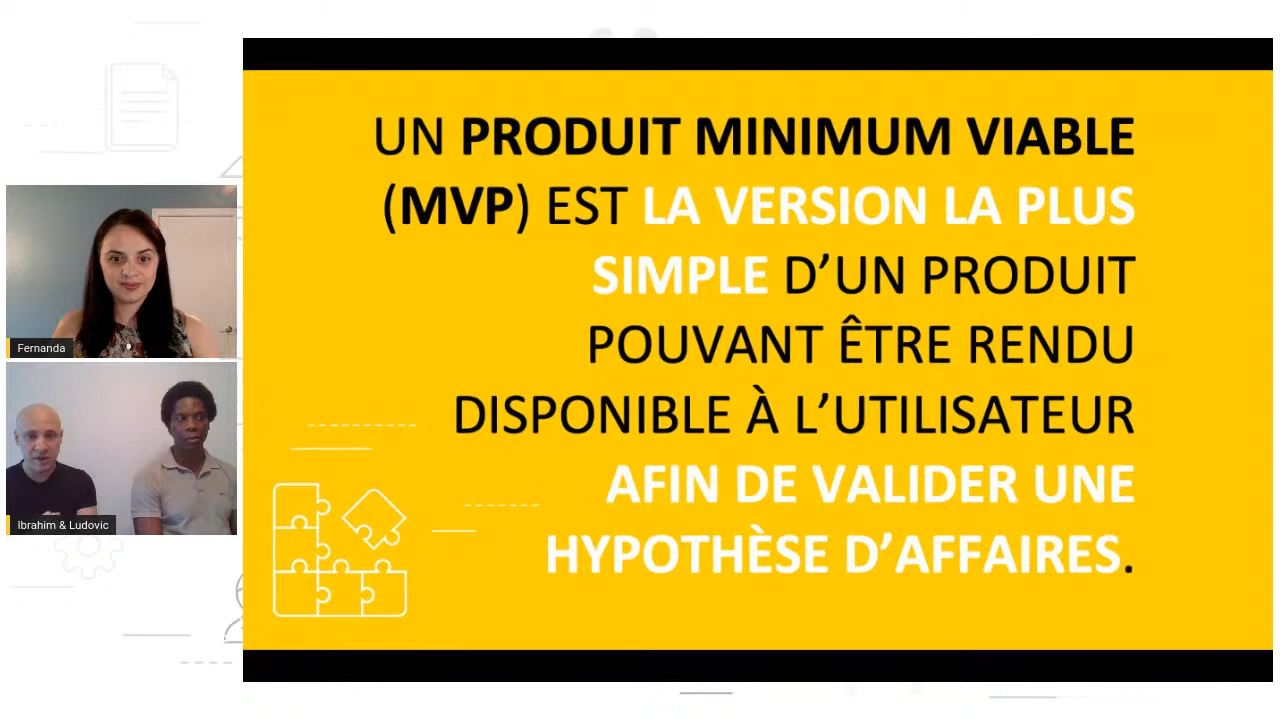 UN PRODUIT MINIMUM VIABLE
(MVP) EST LA VERSION LA PLUS
SIMPLE D’UN PRODUIT
POUVANT ÊTRE RENDU
DISPONIBLE À L’UTILISATEUR
AFIN DE VALIDER UNE
HYPOTHÈSE D’AFFAIRES.
Fernanda
Ibrahim & Ludovic